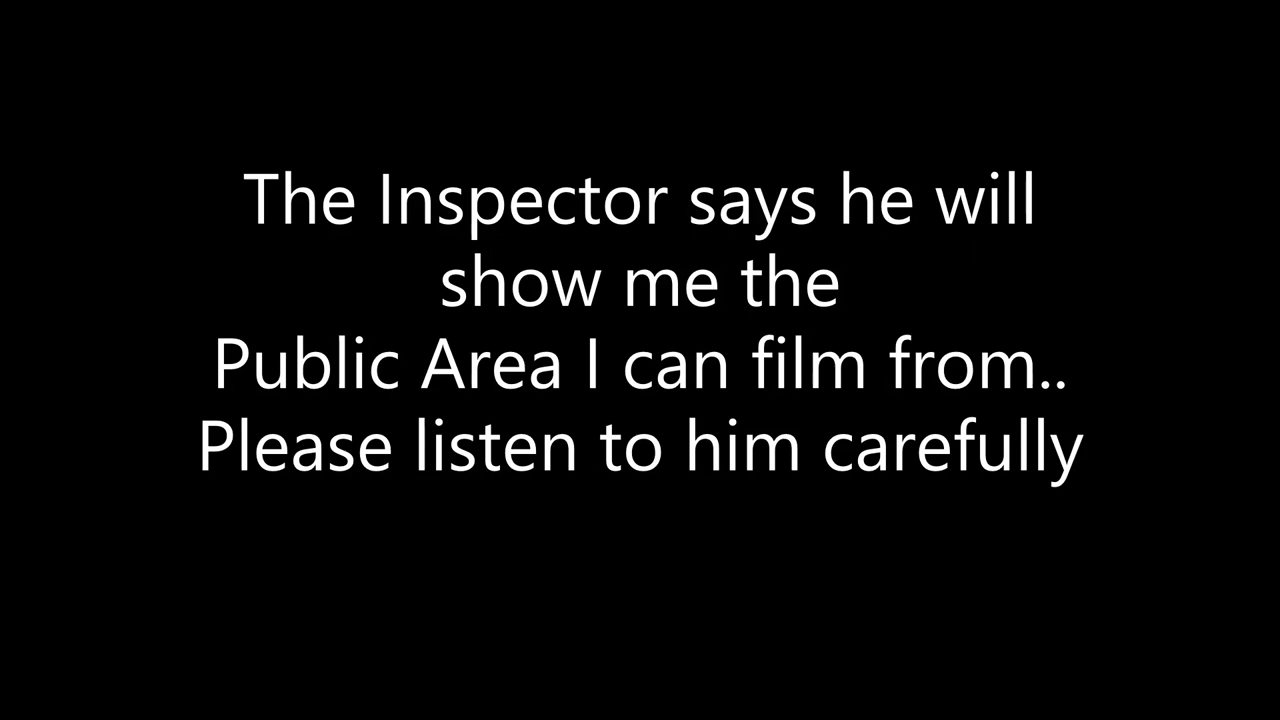 The Inspector says he will
show me the
Public Area I can film from..
Please listen to him carefully